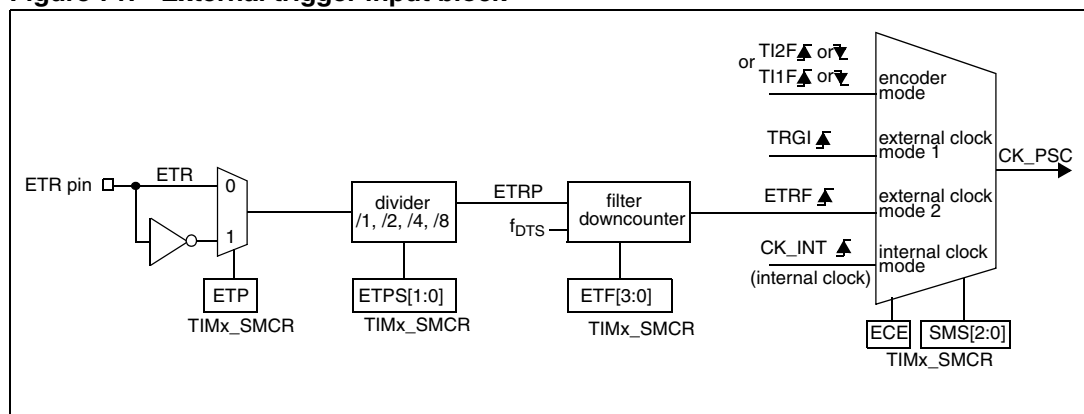 Figure 71. External trigger input block
ETR pin
ETR
0
1
ETP
TIMx_SMCR
divider
/1, /2, /4, /8
ETPS[1:0]
TIMx_SMCR
ETRP
fDTS
filter
downcounter
ETF[3:0]
TIMx_SMCR
or TI2F or
TI1F or
encoder
mode
TRGI
external clock
mode 1
ETRF
external clock
mode 2
CK_INT
(internal clock)
internal clock
mode
CK_PSC
ECE
SMS[2:0]
TIMx_SMCR